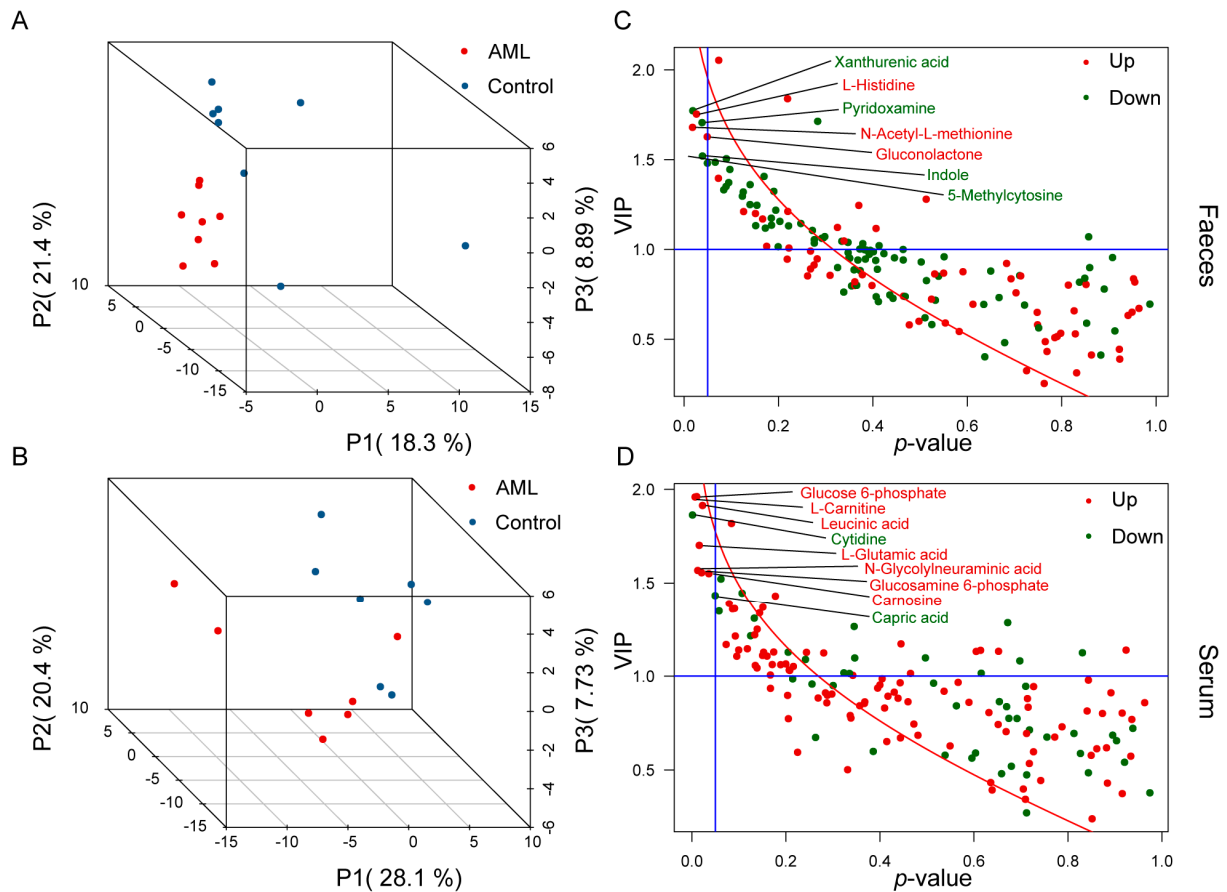 A
AML
Control
P2( 21.4 %)
10
5
0
-5
-10
-15
-5
0
5
10
15
P1( 18.3 %)
6
4
2
0
-2
-4
-6
-8
P3( 8.89 %)
C
Up
Down
Xanthurenic acid
L-Histidine
Pyridoxamine
N-Acetyl-L-methionine
Gluconolactone
Indole
5-Methylcytosine
VIP
2.0
1.5
1.0
0.5
0.0
0.2
0.4
0.6
0.8
1.0
p-value
Faeces
B
AML
Control
P2( 20.4 %)
10
5
0
-5
-10
-15
-15
-10
-5
0
5
10
P1( 28.1 %)
6
4
2
0
-2
-4
-6
P3( 7.73 %)
D
Up
Down
Glucose 6-phosphate
L-Carnitine
Leucinic acid
Cytidine
L-Glutamic acid
N-Glycolylneuraminic acid
Glucosamine 6-phosphate
Carnosine
Capric acid
VIP
2.0
1.5
1.0
0.5
0.0
0.2
0.4
0.6
0.8
1.0
p-value
Serum